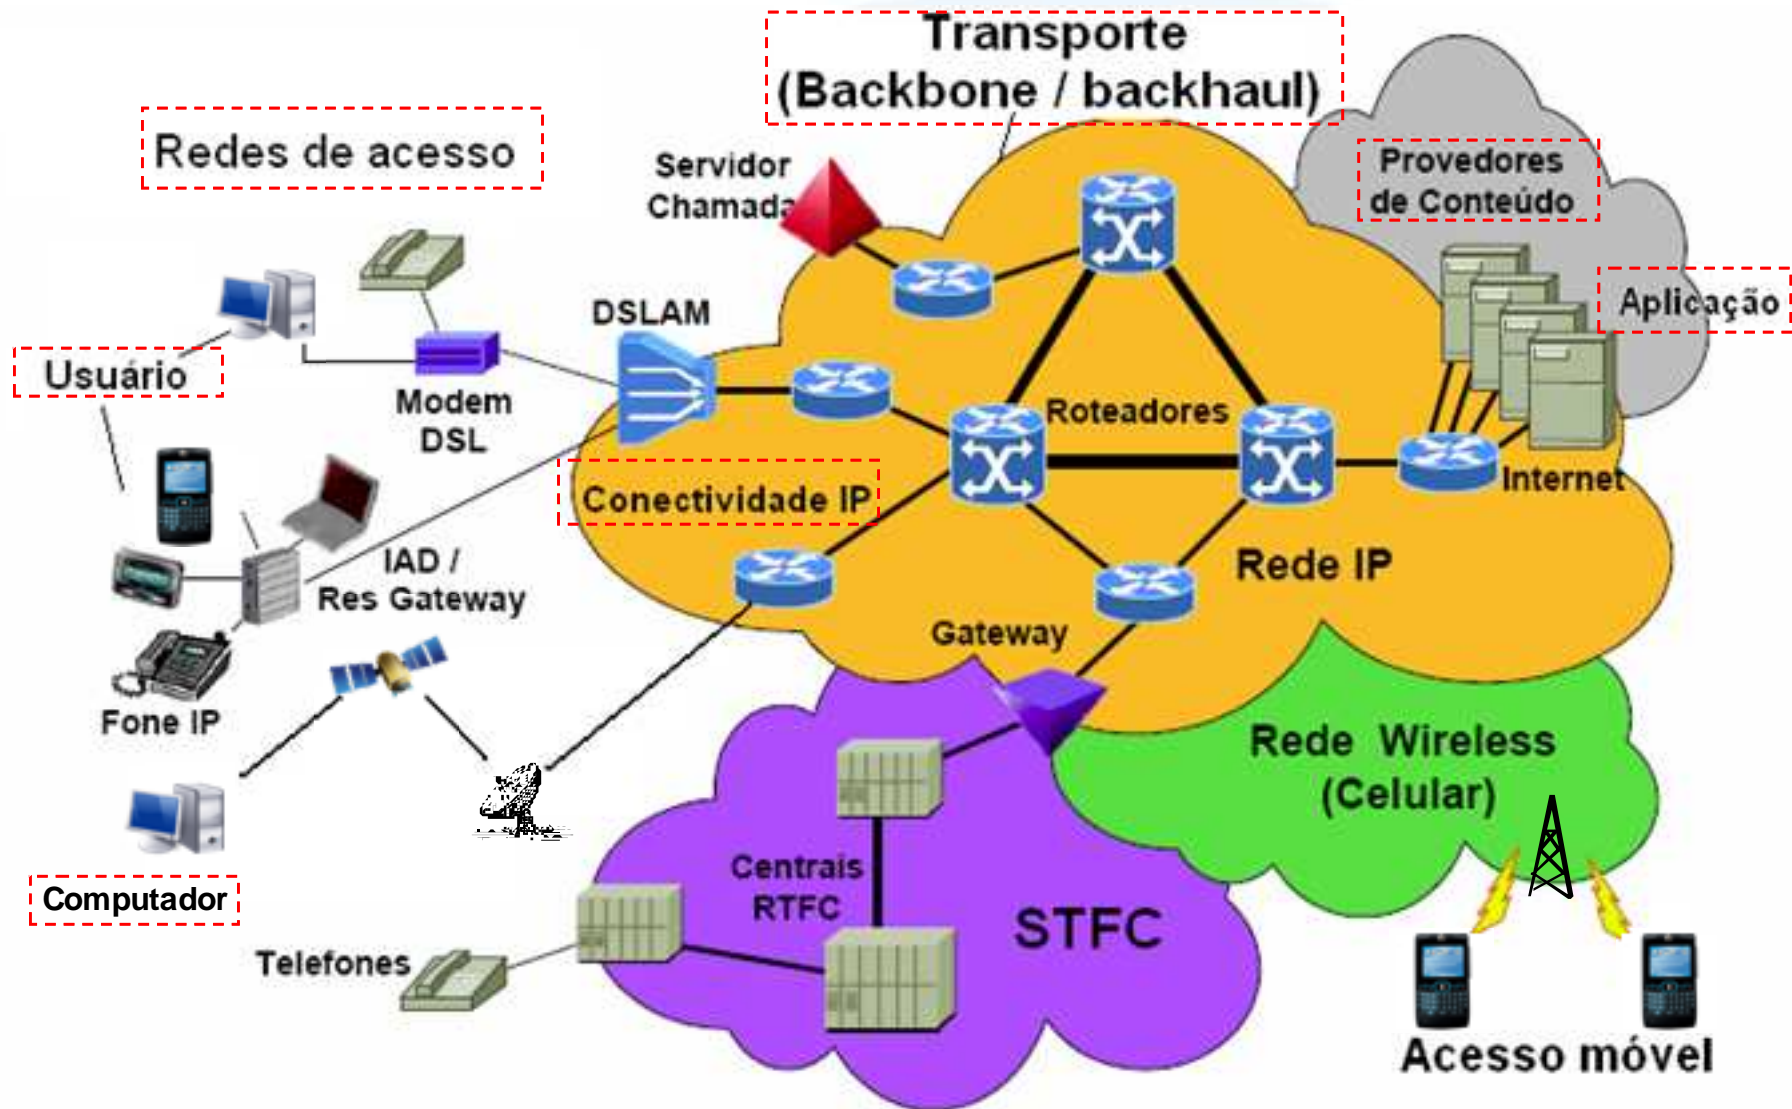 Transporte
(Backbone / backhaul)
Redes de acesso
Servidor
Chamada
Provedores
de Conteúdo
Aplicação
DSLAM
Usuário
Modem
DSL
Roteadores
Conectividade IP
Internet
IAD /
Res Gateway
Rede IP
Gateway
Fone IP
Rede Wireless
(Celular)
Computador
Centrais
RTFC
STFC
Telefones
Acesso móvel